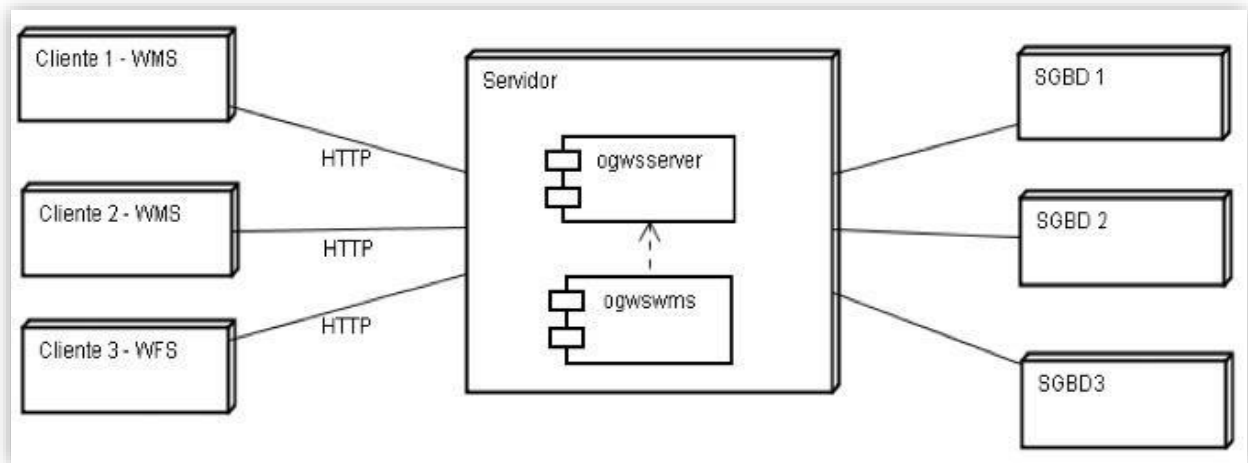 Cliente 1 - WMS
HTTP
Cliente 2 - WMS
HTTP
Cliente 3 - WFS
HTTP
Servidor
ogwsserver
ogwswms
SGBD 1
SGBD 2
SGBD3